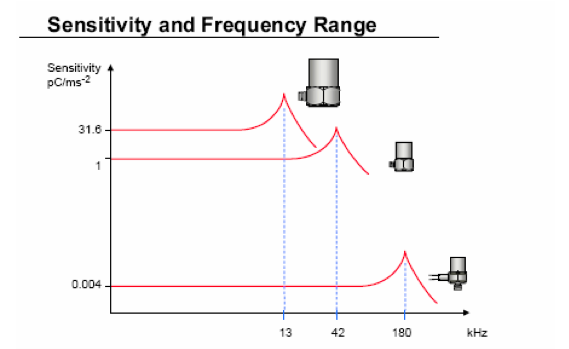 Sensitivity and Frequency Range
Sensitivity
pC/ms-2
31.6
1
0.004
13 42 180 kHz